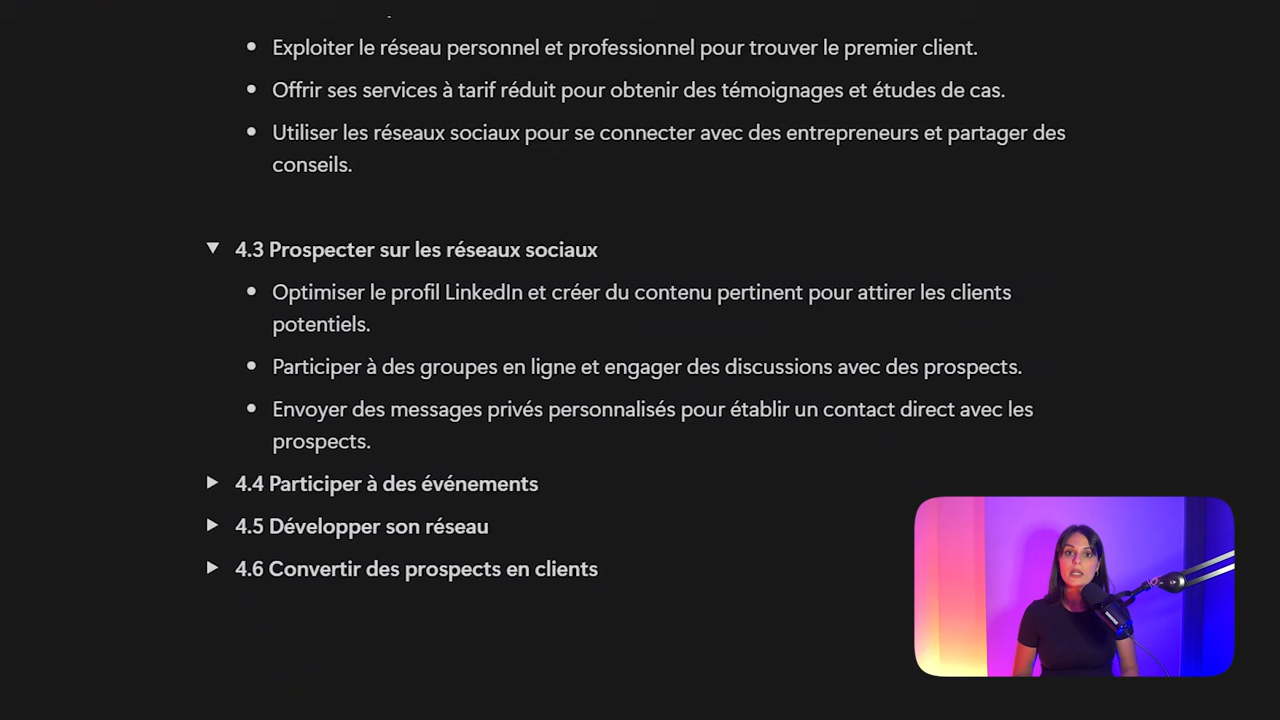 Exploiter le réseau personnel et professionnel pour trouver le premier client.
Offrir ses services à tarif réduit pour obtenir des témoignages et études de cas.
Utiliser les réseaux sociaux pour se connecter avec des entrepreneurs et partager des
conseils.
4.3 Prospecter sur les réseaux sociaux
Optimiser le profil LinkedIn et créer du contenu pertinent pour attirer les clients
potentiels.
Participer à des groupes en ligne et engager des discussions avec des prospects.
Envoyer des messages privés personnalisés pour établir un contact direct avec les
prospects.
4.4 Participer à des événements
4.5 Développer son réseau
4.6 Convertir des prospects en clients